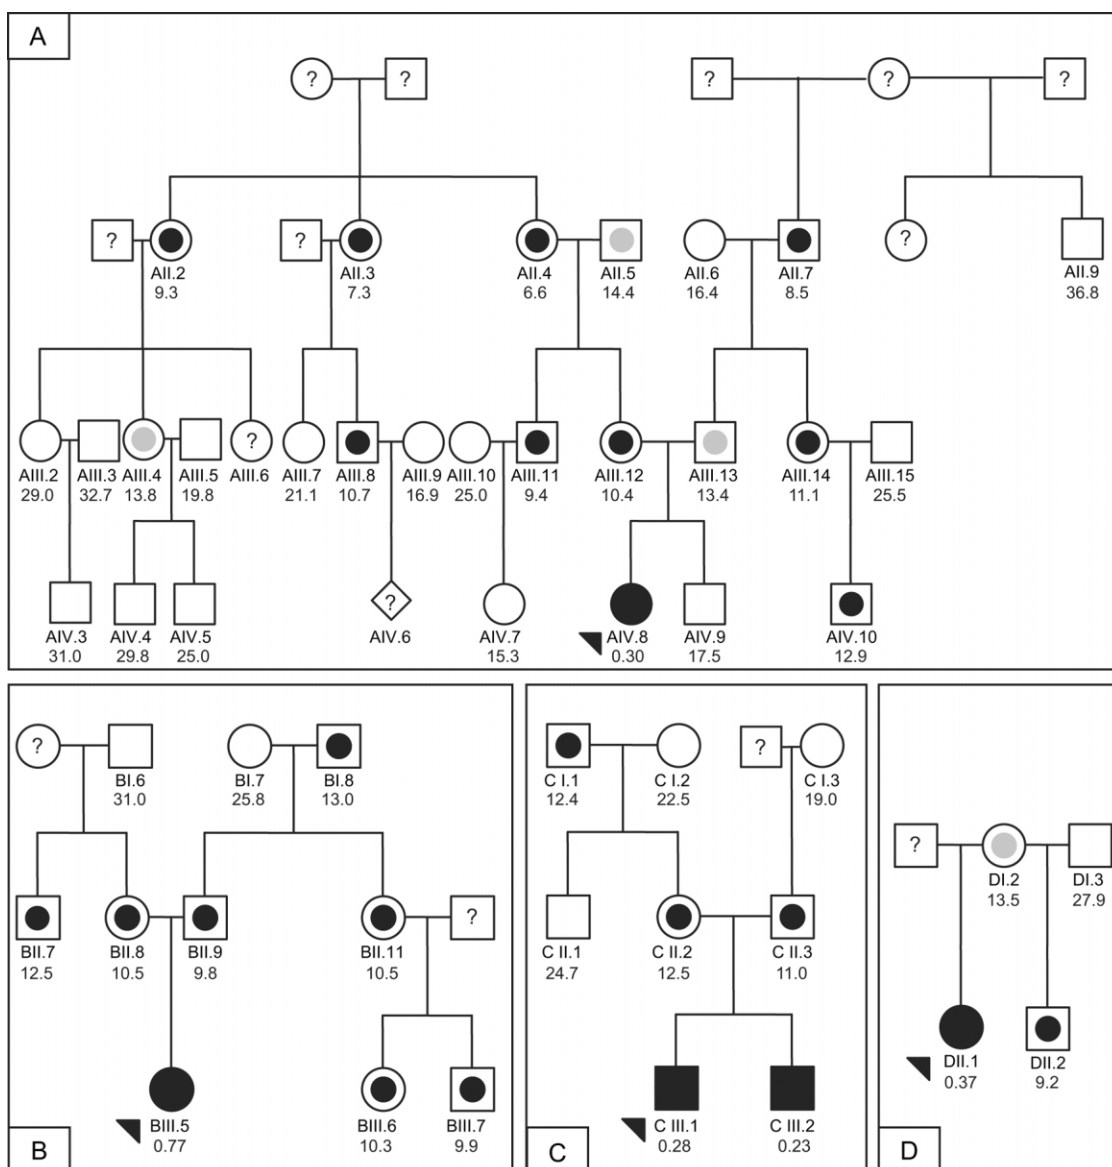 A
? ? ? ? ?
? ? ?
AII.2 AII.3 AII.4 AII.5 AII.6 AII.7 AII.9
9.3 7.3 6.6 14.4 16.4 8.5 36.8
?
AIII.2 AIII.3 AIII.4 AIII.5 AIII.6 AIII.7 AIII.8 AIII.9 AIII.10 AIII.11 AIII.12 AIII.13 AIII.14 AIII.15
29.0 32.7 13.8 19.8 21.1 10.7 16.9 25.0 9.4 10.4 13.4 11.1 25.5
?
AIV.3 AIV.4 AIV.5 AIV.6 AIV.7 AIV.8 AIV.9 AIV.10
31.0 29.8 25.0 15.3 0.30 17.5 12.9
?
BI.6 BI.7 BI.8
31.0 25.8 13.0
?
BII.7 BII.8 BII.9 BII.11
12.5 10.5 9.8 10.5
BIII.5 BIII.6 BIII.7
0.77 10.3 9.9
B
?
C I.1 C I.2 C I.3
12.4 22.5 19.0
C II.1 C II.2 C II.3
24.7 12.5 11.0
C III.1 C III.2
0.28 0.23
C
?
DI.2 DI.3
13.5 27.9
DII.1 DII.2
0.37 9.2
D